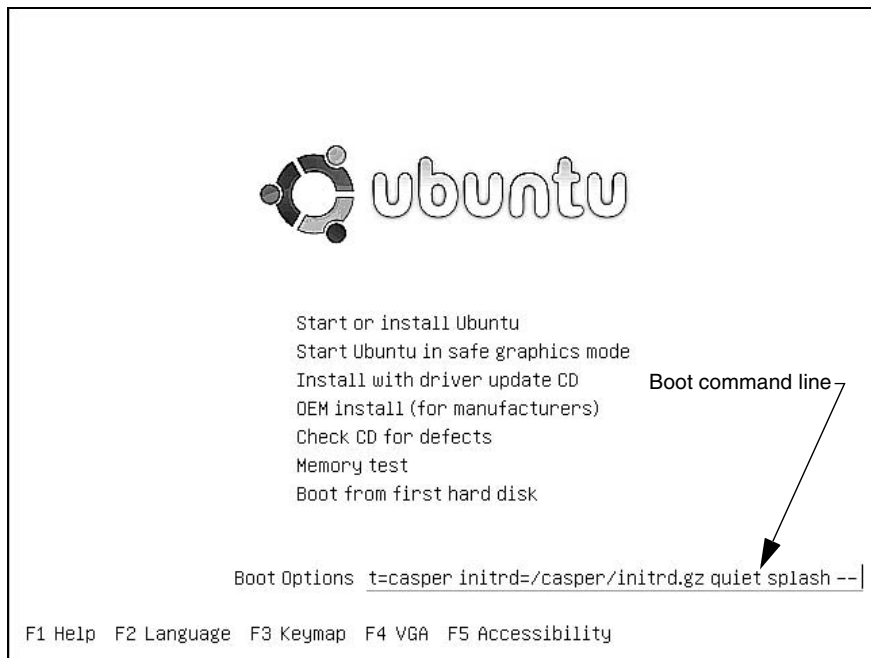 ubuntu
Start or install Ubuntu
Start Ubuntu in safe graphics mode
Install with driver update CD
OEM install (for manufacturers)
Check CD for defects
Memory test
Boot from first hard disk
Boot command line
Boot Options t=casper initrd=/casper/initrd.gz quiet splash --
F1 Help F2 Language F3 Keymap F4 VGA F5 Accessibility